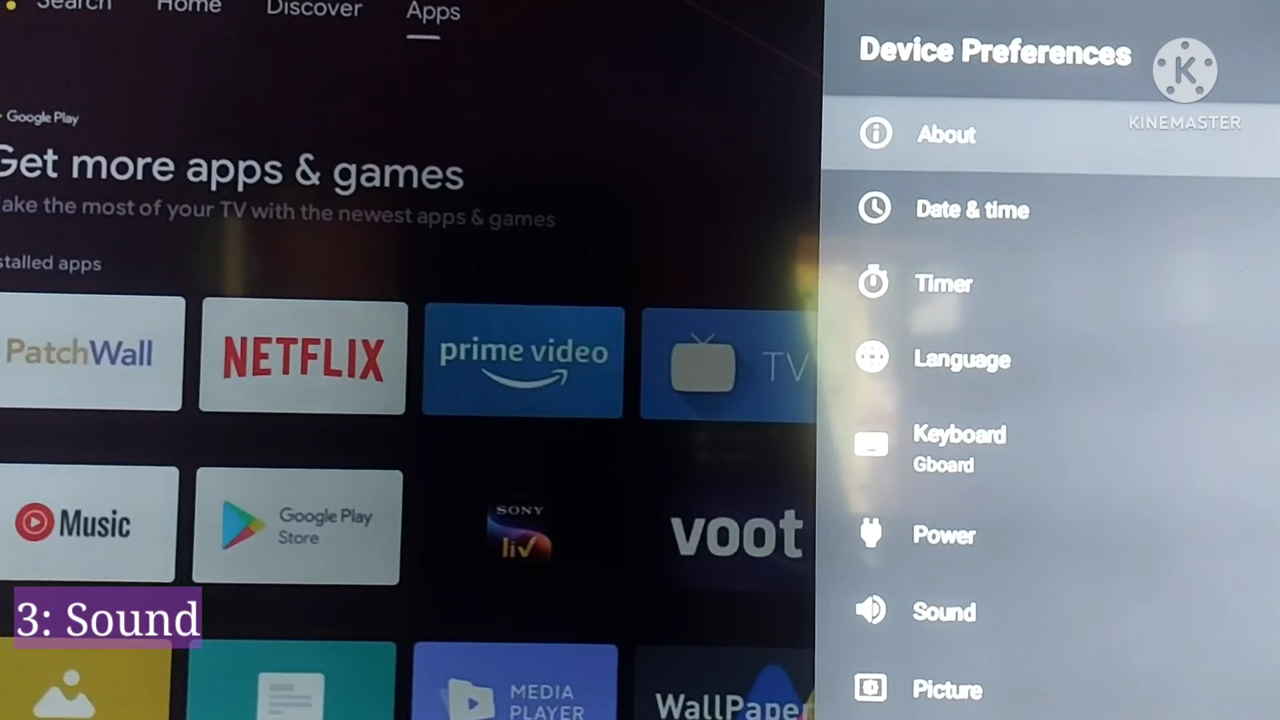 Search Home Discover Apps
Google Play
Get more apps & games
ake the most of your TV with the newest apps & games
stalled apps
PatchWall
NETFLIX
prime video
TV
Music
Google Play
Store
SONY
liv
voot
3: Sound
MEDIA
PLAYER
WallPaper
Device Preferences
KINEMASTER
About
Date & time
Timer
Language
Keyboard
Gboard
Power
Sound
Picture